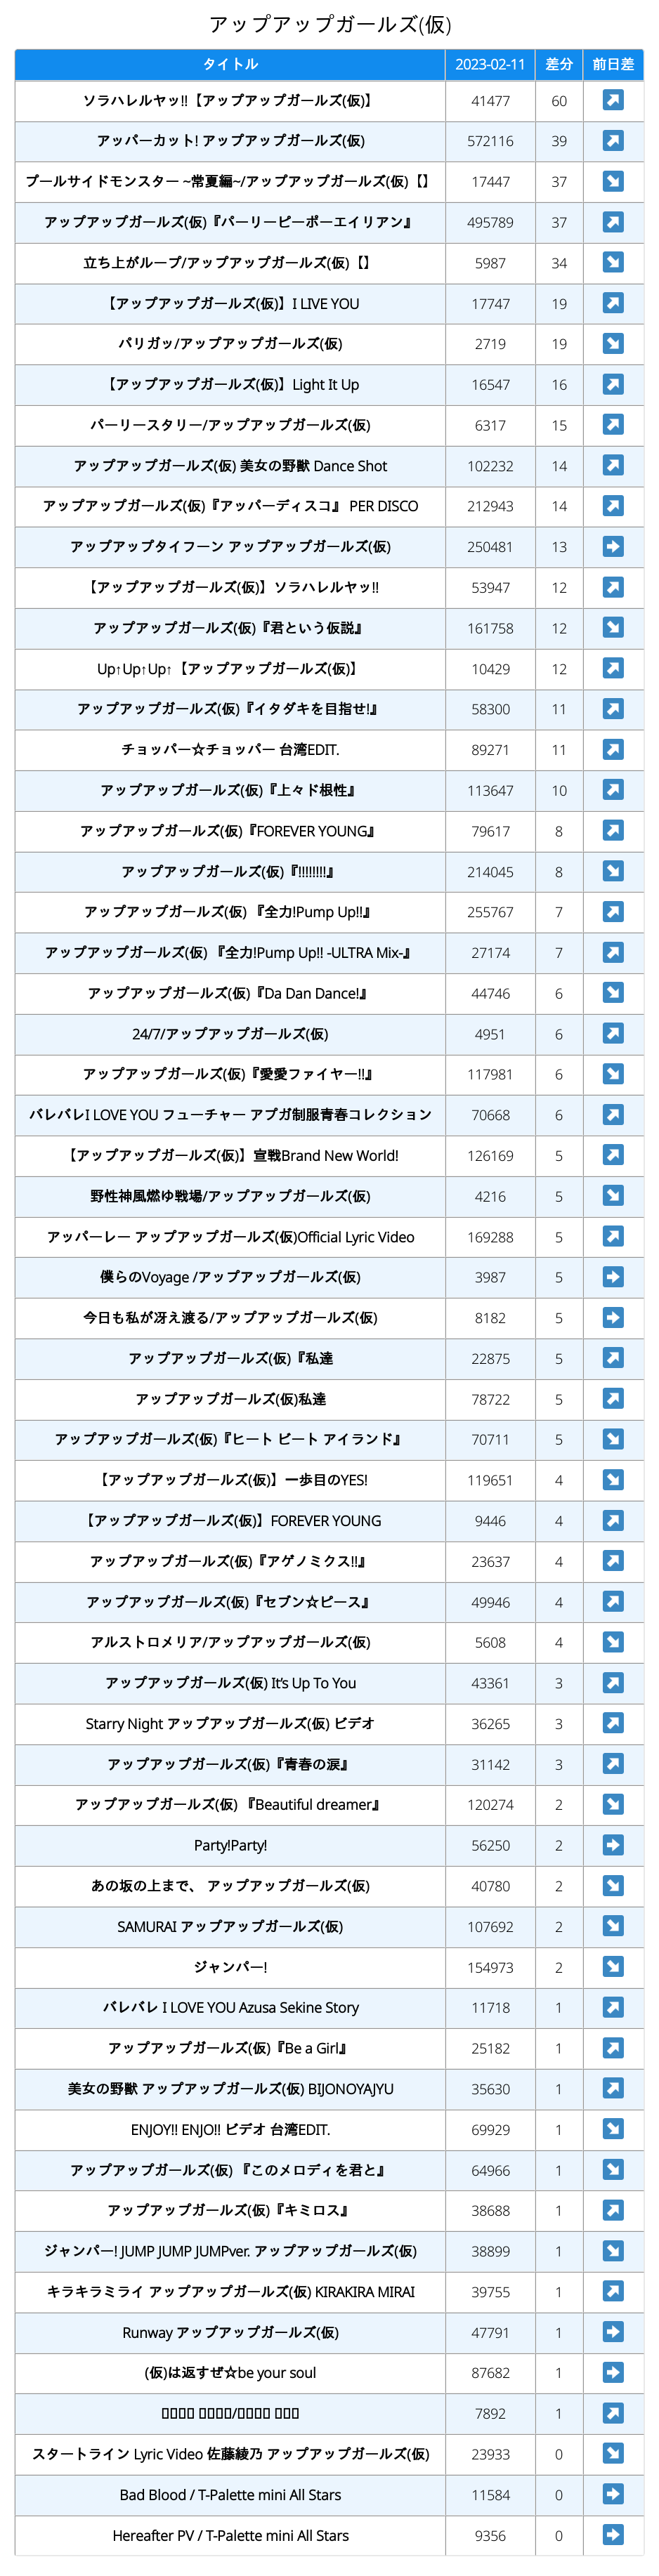 アップアップガールズ(仮)
タイトル 2023-02-11 差分 前日差
ソラハレルヤッ!!【アップアップガールズ(仮)】 41477 60 ↗
アッパーカット! アップアップガールズ(仮) 572116 39 ↗
プールサイドモンスター ~常夏編~/アップアップガールズ(仮)【】 17447 37 ↘
アップアップガールズ(仮)『パーリーピーポーエイリアン』 495789 37 ↗
立ち上がループ/アップアップガールズ(仮)【】 5987 34 ↘
【アップアップガールズ(仮)】I LIVE YOU 17747 19 ↗
バリガッ/アップアップガールズ(仮) 2719 19 ↘
【アップアップガールズ(仮)】Light It Up 16547 16 ↗
パーリースタリー/アップアップガールズ(仮) 6317 15 ↗
アップアップガールズ(仮) 美女の野獣 Dance Shot 102232 14 ↗
アップアップガールズ(仮)『アッパーディスコ』 PER DISCO 212943 14 ↗
アップアップタイフーン アップアップガールズ(仮) 250481 13 ➡
【アップアップガールズ(仮)】ソラハレルヤッ!! 53947 12 ↗
アップアップガールズ(仮)『君という仮説』 161758 12 ↘
Up↑Up↑Up↑【アップアップガールズ(仮)】 10429 12 ↗
アップアップガールズ(仮)『イタダキを目指せ!』 58300 11 ↗
チョッパー☆チョッパー 台湾EDIT. 89271 11 ↗
アップアップガールズ(仮)『上々ド根性』 113647 10 ↗
アップアップガールズ(仮)『FOREVER YOUNG』 79617 8 ↗
アップアップガールズ(仮)『!!!!!!!!』 214045 8 ↘
アップアップガールズ(仮) 『全力!Pump Up!!』 255767 7 ↗
アップアップガールズ(仮) 『全力!Pump Up!! -ULTRA Mix-』 27174 7 ↗
アップアップガールズ(仮)『Da Dan Dance!』 44746 6 ↘
24/7/アップアップガールズ(仮) 4951 6 ↗
アップアップガールズ(仮)『愛愛ファイヤー!!』 117981 6 ↘
バレバレI LOVE YOU フューチャー アプガ制服青春コレクション 70668 6 ↗
【アップアップガールズ(仮)】宣戦Brand New World! 126169 5 ↗
野性神風燃ゆ戦場/アップアップガールズ(仮) 4216 5 ↘
アッパーレー アップアップガールズ(仮)Official Lyric Video 169288 5 ↗
僕らのVoyage /アップアップガールズ(仮) 3987 5 ➡
今日も私が冴え渡る/アップアップガールズ(仮) 8182 5 ➡
アップアップガールズ(仮)『私達 22875 5 ↗
アップアップガールズ(仮)私達 78722 5 ↗
アップアップガールズ(仮)『ヒート ビート アイランド』 70711 5 ↘
【アップアップガールズ(仮)】一歩目のYES! 119651 4 ↘
【アップアップガールズ(仮)】FOREVER YOUNG 9446 4 ↗
アップアップガールズ(仮)『アゲノミクス!!』 23637 4 ↗
アップアップガールズ(仮)『セブン☆ピース』 49946 4 ↗
アルストロメリア/アップアップガールズ(仮) 5608 4 ↘
アップアップガールズ(仮) It’s Up To You 43361 3 ↗
Starry Night アップアップガールズ(仮) ビデオ 36265 3 ↗
アップアップガールズ(仮)『青春の涙』 31142 3 ↗
アップアップガールズ(仮) 『Beautiful dreamer』 120274 2 ↘
Party!Party! 56250 2 ➡
あの坂の上まで、 アップアップガールズ(仮) 40780 2 ↘
SAMURAI アップアップガールズ(仮) 107692 2 ↘
ジャンパー! 154973 2 ↘
バレバレ I LOVE YOU Azusa Sekine Story 11718 1 ↗
アップアップガールズ(仮)『Be a Girl』 25182 1 ↗
美女の野獣 アップアップガールズ(仮) BIJONOYAJYU 35630 1 ↗
ENJOY!! ENJO!! ビデオ 台湾EDIT. 69929 1 ↘
アップアップガールズ(仮) 『このメロディを君と』 64966 1 ↘
アップアップガールズ(仮)『キミロス』 38688 1 ↗
ジャンパー! JUMP JUMP JUMPver. アップアップガールズ(仮) 38899 1 ↘
キラキラミライ アップアップガールズ(仮) KIRAKIRA MIRAI 39755 1 ↗
Runway アップアップガールズ(仮) 47791 1 ➡
(仮)は返すぜ☆be your soul 87682 1 ➡
▯▯▯▯ ▯▯▯▯/▯▯▯▯ ▯▯▯ 7892 1 ↗
スタートライン Lyric Video 佐藤綾乃 アップアップガールズ(仮) 23933 0 ↘
Bad Blood / T-Palette mini All Stars 11584 0 ➡
Hereafter PV / T-Palette mini All Stars 9356 0 ➡